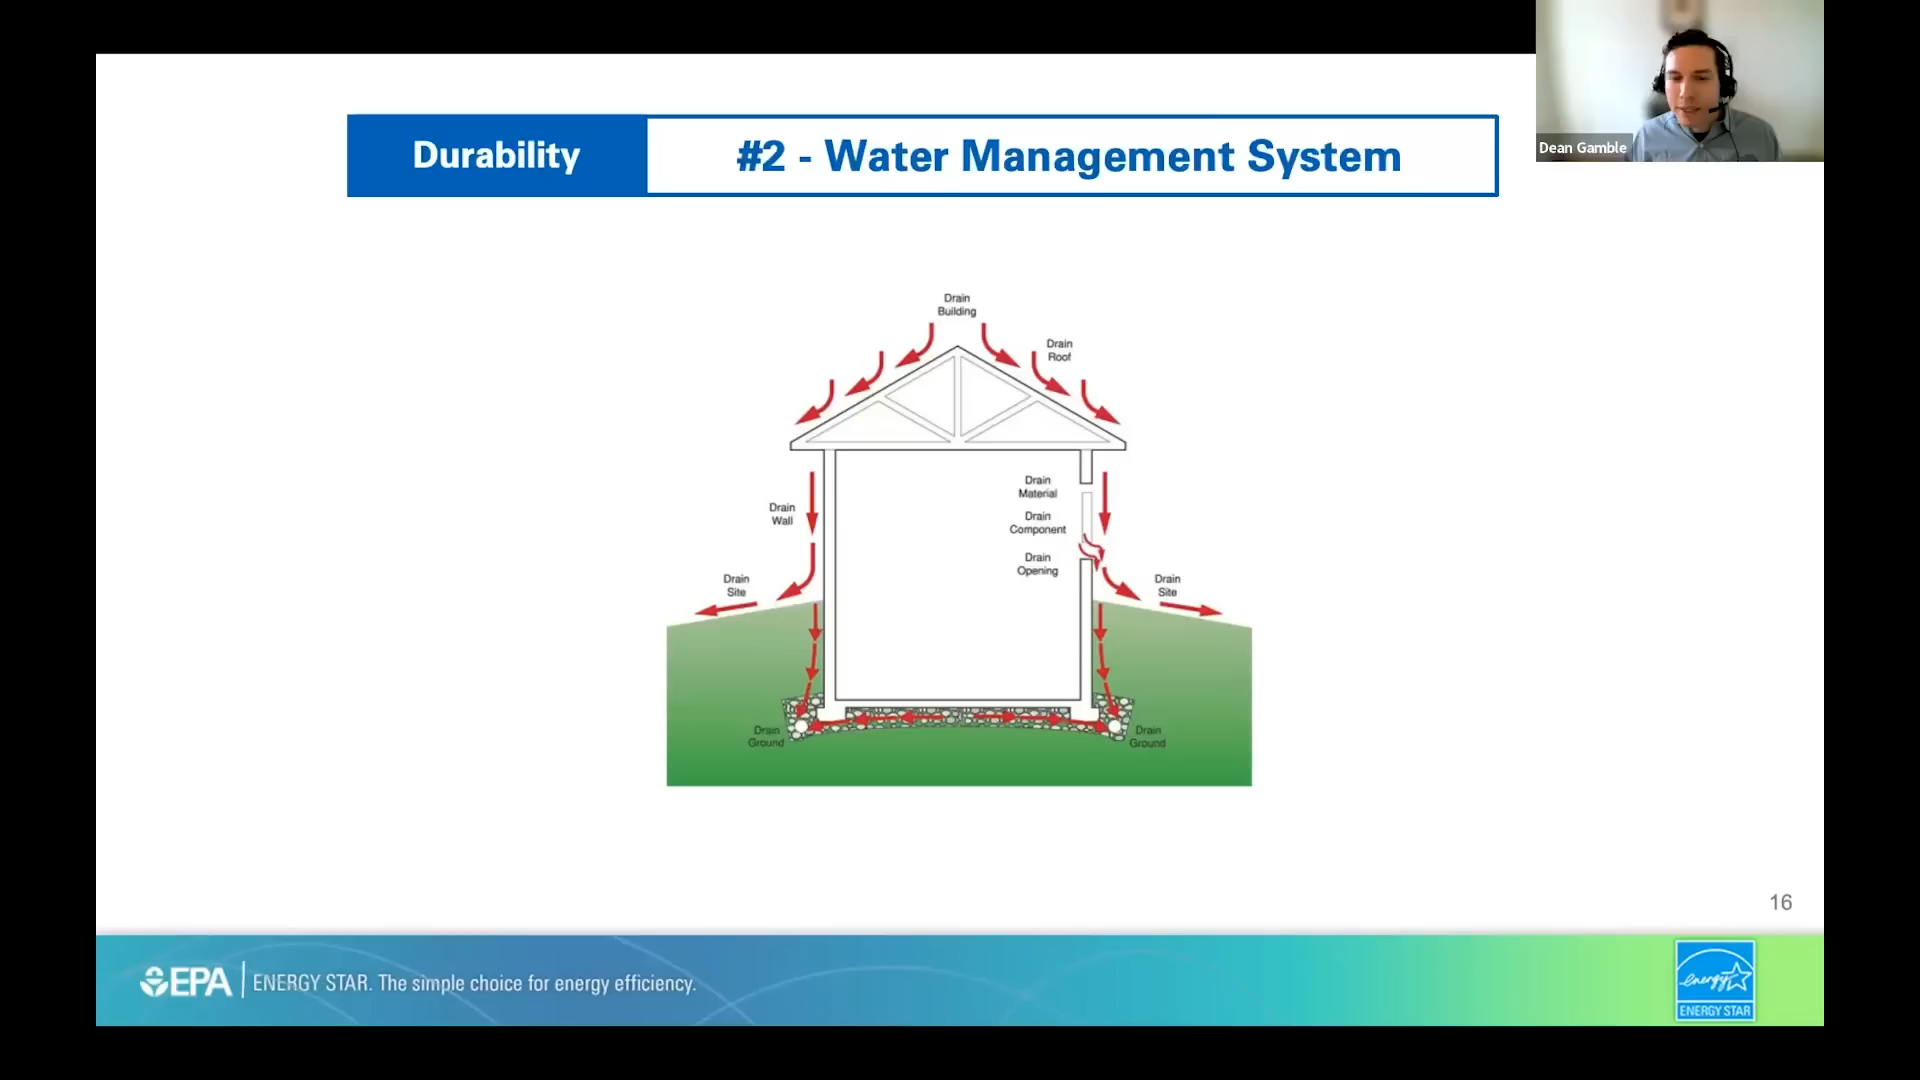 Dean Gamble
Durability
#2 - Water Management System
Drain
Building
Drain
Roof
Drain
Material
Drain
Wall
Drain
Component
Drain
Opening
Drain
Site
Drain
Site
Drain
Ground
Drain
Ground
16
EPA
ENERGY STAR. The simple choice for energy efficiency.
energy
ENERGY STAR